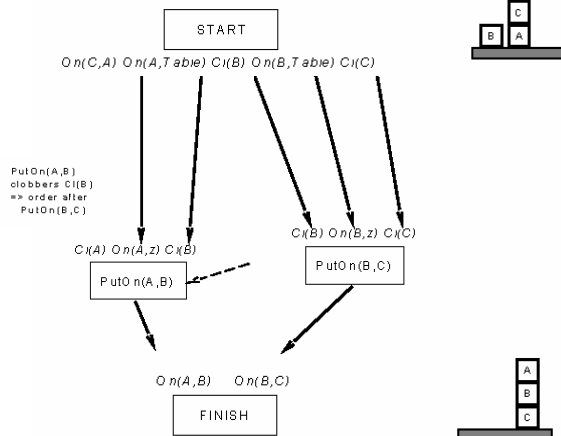 START
C
B A
On(C,A) On(A,Table) Cl(B) On(B,Table) Cl(C)
PutOn(A,B)
clobbers Cl(B)
=> order after
PutOn(B,C)
Cl(A) On(A,z) Cl(B)
Cl(B) On(B,z) Cl(C)
PutOn(A,B)
PutOn(B,C)
On(A,B) On(B,C)
FINISH
A
B
C